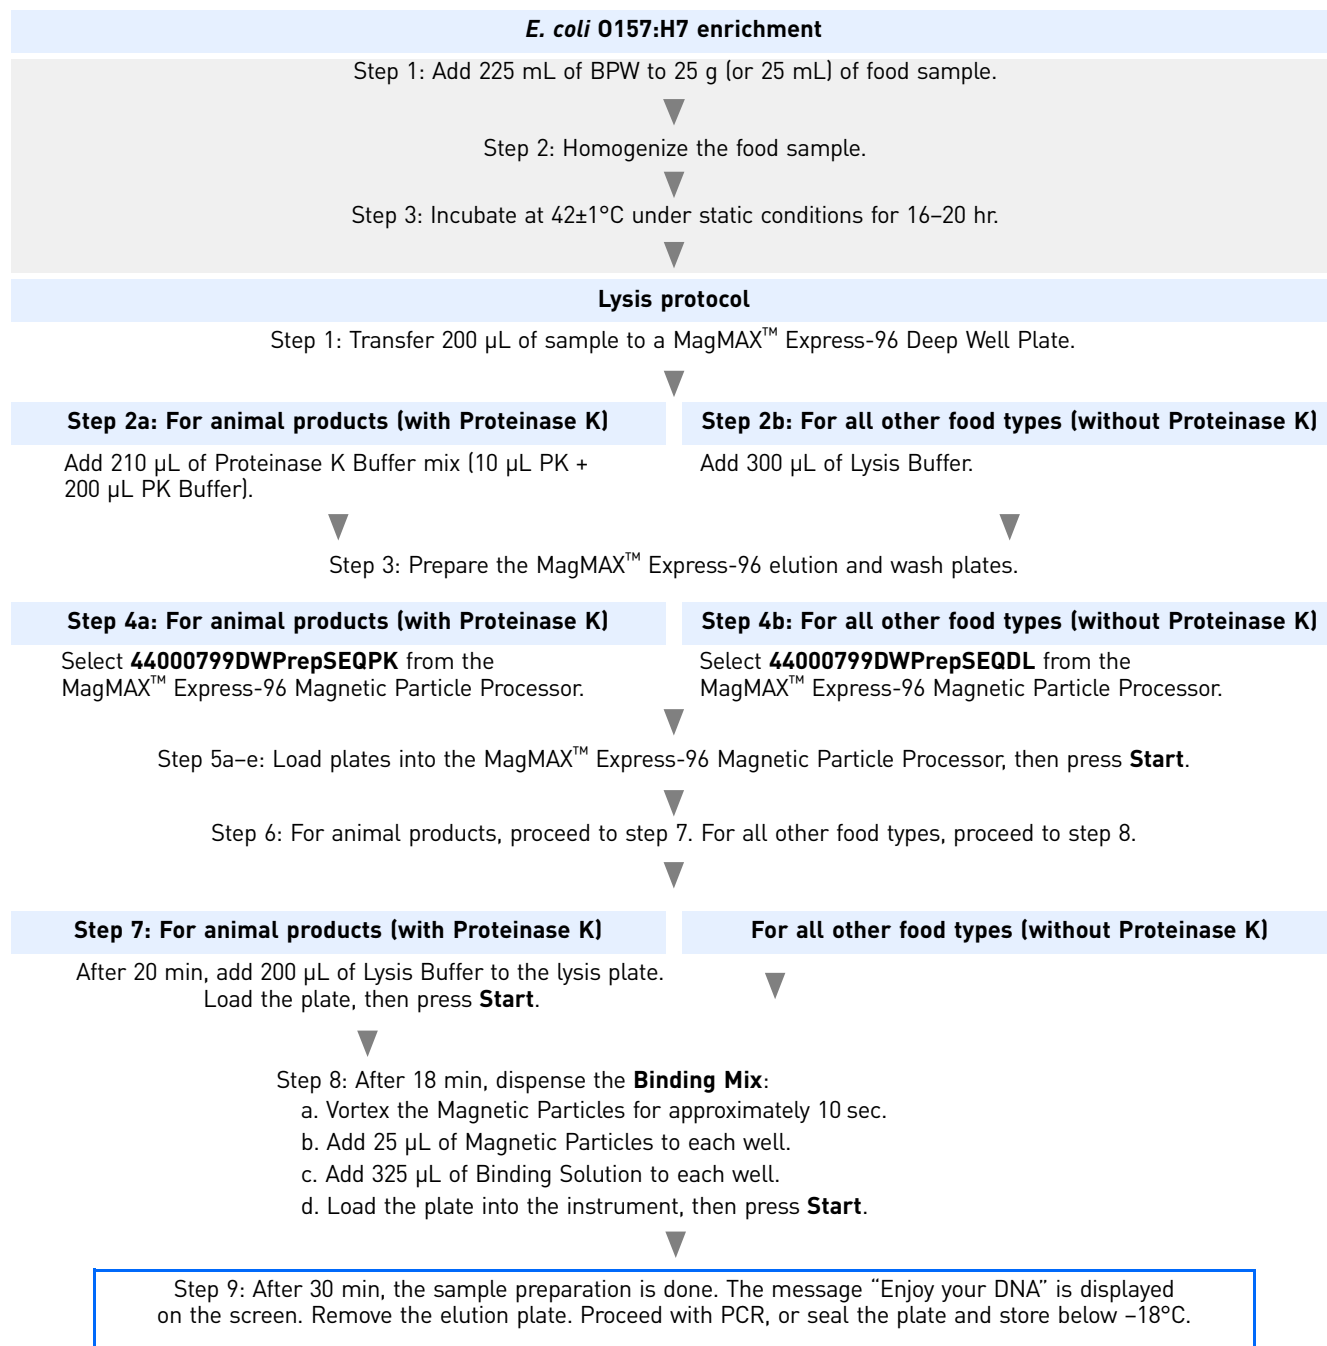 E. coli O157:H7 enrichment
Step 1: Add 225 mL of BPW to 25 g (or 25 mL) of food sample.
Step 2: Homogenize the food sample.
Step 3: Incubate at 42±1°C under static conditions for 16–20 hr.
Lysis protocol
Step 1: Transfer 200 µL of sample to a MagMAX™ Express-96 Deep Well Plate.
Step 2a: For animal products (with Proteinase K)
Add 210 µL of Proteinase K Buffer mix (10 µL PK +
200 µL PK Buffer).
Step 2b: For all other food types (without Proteinase K)
Add 300 µL of Lysis Buffer.
Step 3: Prepare the MagMAX™ Express-96 elution and wash plates.
Step 4a: For animal products (with Proteinase K)
Select 44000799DWPrepSEQPK from the
MagMAX™ Express-96 Magnetic Particle Processor.
Step 4b: For all other food types (without Proteinase K)
Select 44000799DWPrepSEQDL from the
MagMAX™ Express-96 Magnetic Particle Processor.
Step 5a–e: Load plates into the MagMAX™ Express-96 Magnetic Particle Processor, then press Start.
Step 6: For animal products, proceed to step 7. For all other food types, proceed to step 8.
Step 7: For animal products (with Proteinase K)
After 20 min, add 200 µL of Lysis Buffer to the lysis plate.
Load the plate, then press Start.
For all other food types (without Proteinase K)
Step 8: After 18 min, dispense the Binding Mix:
a. Vortex the Magnetic Particles for approximately 10 sec.
b. Add 25 µL of Magnetic Particles to each well.
c. Add 325 µL of Binding Solution to each well.
d. Load the plate into the instrument, then press Start.
Step 9: After 30 min, the sample preparation is done. The message “Enjoy your DNA” is displayed
on the screen. Remove the elution plate. Proceed with PCR, or seal the plate and store below –18°C.